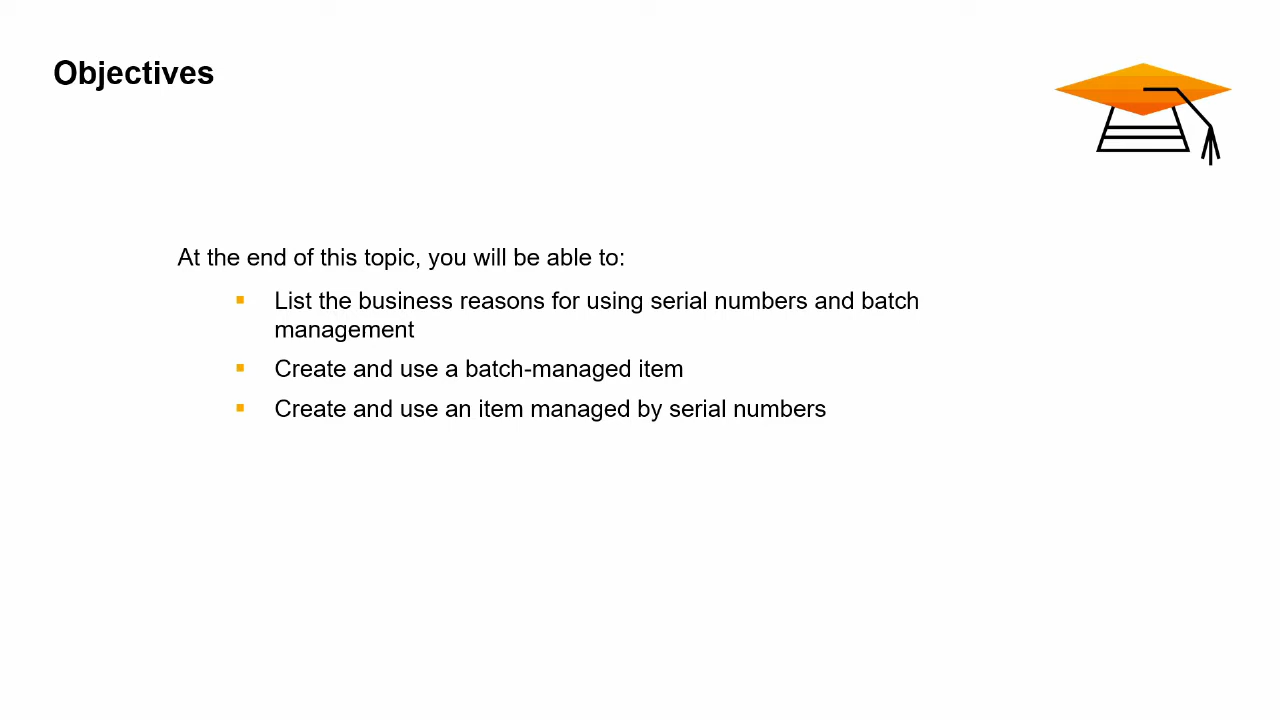 Objectives
At the end of this topic, you will be able to:
List the business reasons for using serial numbers and batch
management
Create and use a batch-managed item
Create and use an item managed by serial numbers